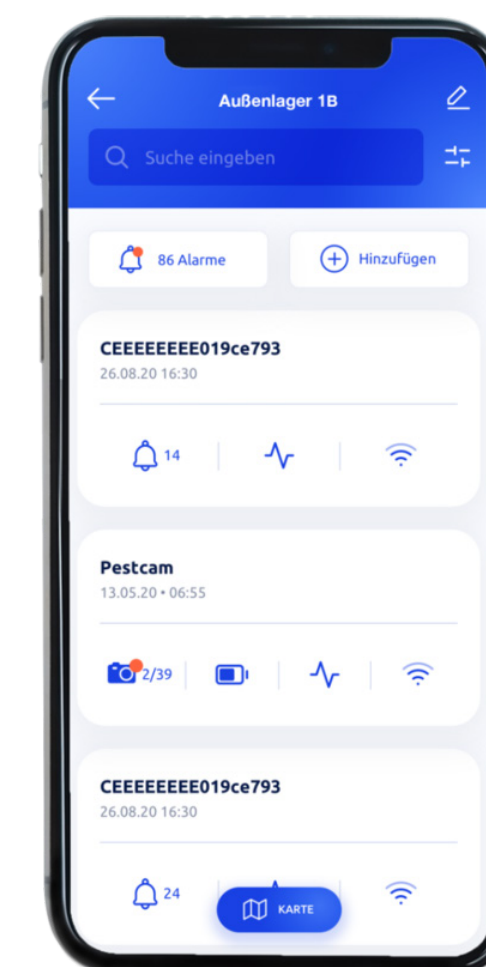 Außenlager 1B
Suche eingeben
86 Alarme
Hinzufügen
CEEEEEEEE019ce793
26.08.20 16:30
14
Pestcam
13.05.20 • 06:55
2/39
CEEEEEEEE019ce793
26.08.20 16:30
24
KARTE